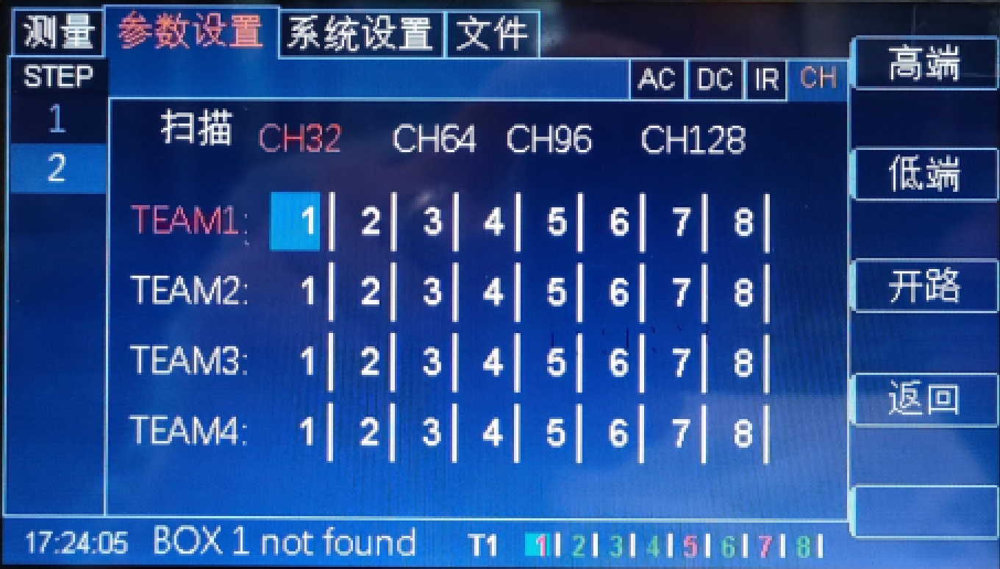 测量 参数设置 系统设置 文件
STEP AC DC IR CH 高端
1 扫描 CH32 CH64 CH96 CH128
2 低端
TEAM1: 1 2 3 4 5 6 7 8
TEAM2: 1 2 3 4 5 6 7 8 开路
TEAM3: 1 2 3 4 5 6 7 8
返回
TEAM4: 1 2 3 4 5 6 7 8
17:24:05 BOX 1 not found T1 1 2 3 4 5 6 7 8